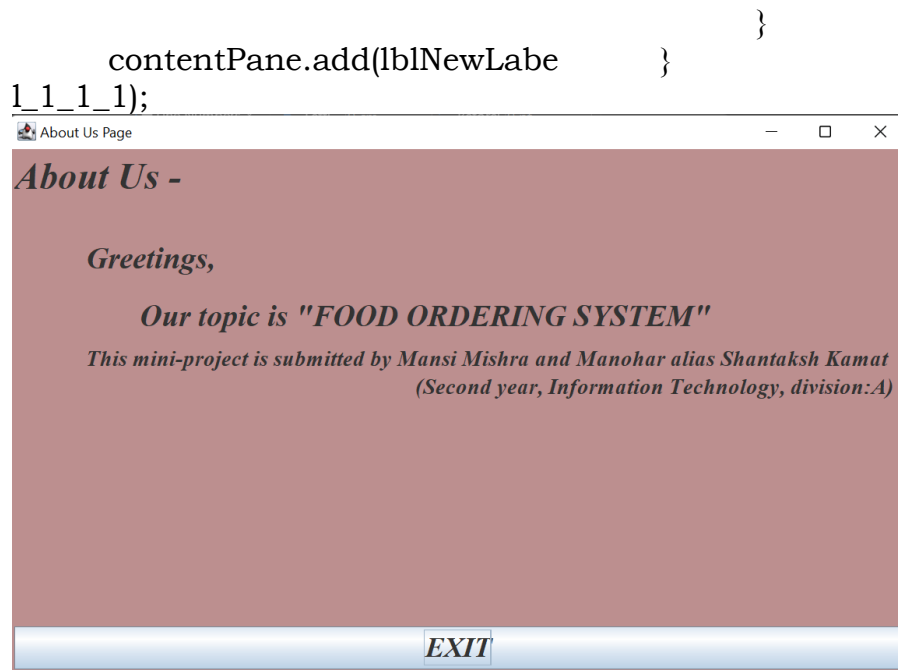 }
contentPane.add(lblNewLabe
l_1_1_1);
}
About Us Page
About Us -
Greetings,
Our topic is "FOOD ORDERING SYSTEM"
This mini-project is submitted by Mansi Mishra and Manohar alias Shantaksh Kamat
(Second year, Information Technology, division:A)
EXIT